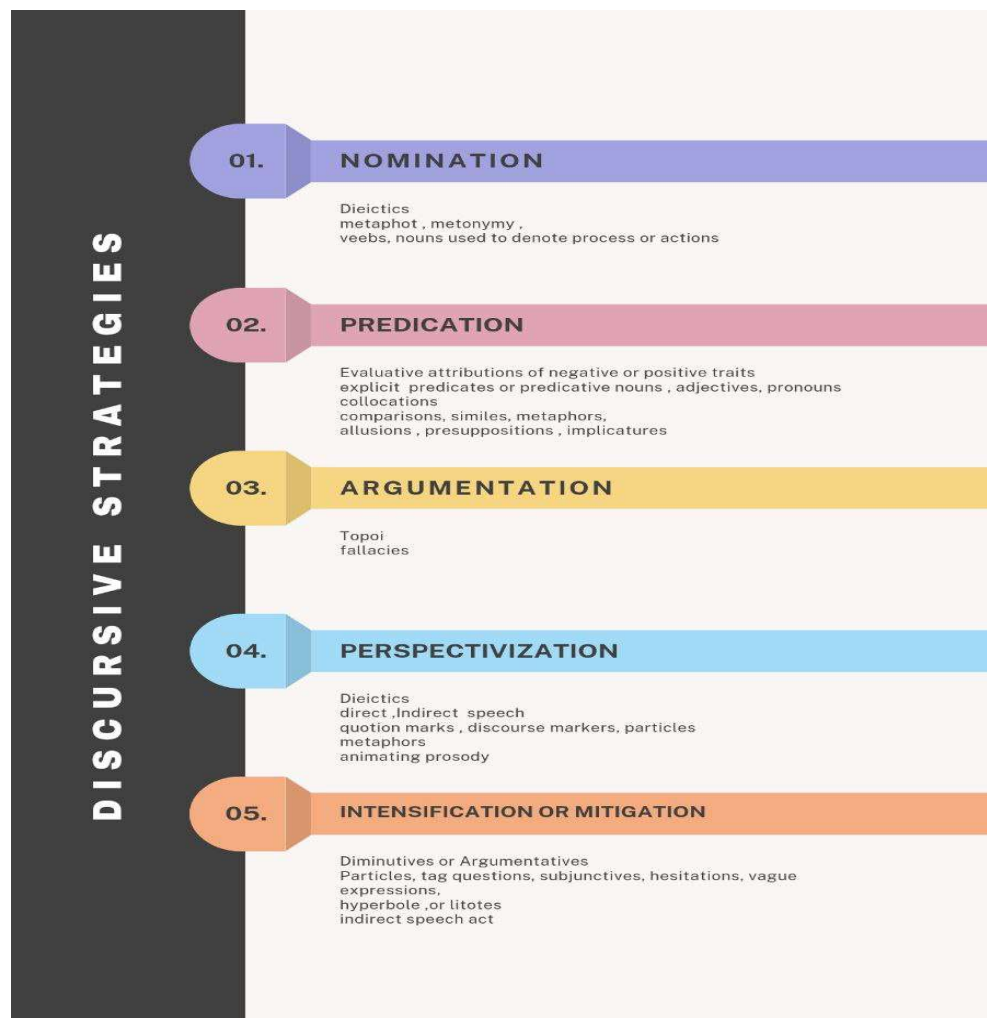 DISCURSIVE STRATEGIES
01.
NOMINATION
Dieictics
metaphot , metonymy ,
veebs, nouns used to denote process or actions
02.
PREDICATION
Evaluative attributions of negative or positive traits
explicit predicates or predicative nouns , adjectives, pronouns
collocations
comparisons, similes, metaphors,
allusions , presuppositions , implicatures
03.
ARGUMENTATION
Topoi
fallacies
04.
PERSPECTIVIZATION
Dieictics
direct ,Indirect speech
quotion marks , discourse markers, particles
metaphors
animating prosody
05.
INTENSIFICATION OR MITIGATION
Diminutives or Argumentatives
Particles, tag questions, subjunctives, hesitations, vague
expressions,
hyperbole ,or litotes
indirect speech act